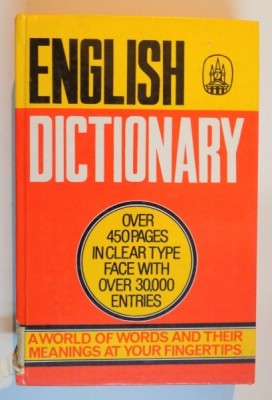 ENGLISH
DICTIONARY
OVER
450 PAGES
IN CLEAR TYPE
FACE WITH
OVER 30,000
ENTRIES
A WORLD OF WORDS AND THEIR
MEANINGS AT YOUR FINGERTIPS